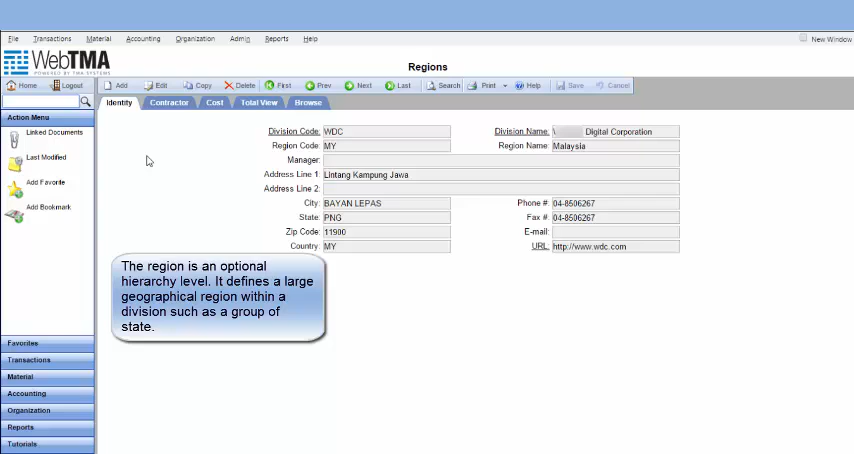 File Transactions Material Accounting Organization Admin Reports Help New Window
WebTMA
POWERED BY TMA SYSTEMS
Regions
Home Logout Add Edit Copy Delete First Prev Next Last Search Print Help Save Cancel
Identity Contractor Cost Total View Browse
Action Menu
Linked Documents
Last Modified
Add Favorite
Add Bookmark
Division Code: WDC Division Name: \ Digital Corporation
Region Code: MY Region Name: Malaysia
Manager:
Address Line 1: Lintang Kampung Jawa
Address Line 2:
City: BAYAN LEPAS Phone #: 04-8506267
State: PNG Fax #: 04-8506267
Zip Code: 11900 E-mail:
Country: MY URL: http://www.wdc.com
The region is an optional
hierarchy level. It defines a large
geographical region within a
division such as a group of
state.
Favorites
Transactions
Material
Accounting
Organization
Reports
Tutorials